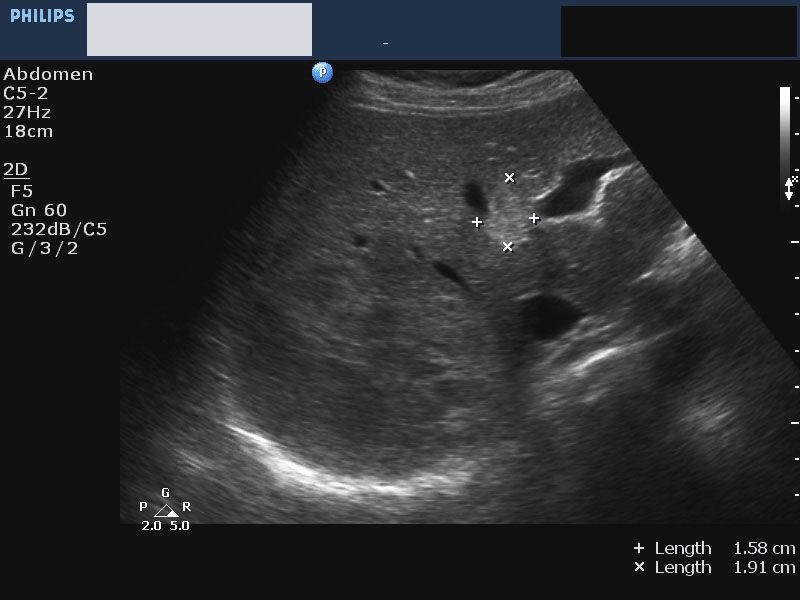 PHILIPS
P
Abdomen
C5-2
27Hz
18cm
2D
F5
Gn 60
232dB/C5
G/3/2
G
P R
2.0 5.0
+ Length 1.58 cm
× Length 1.91 cm